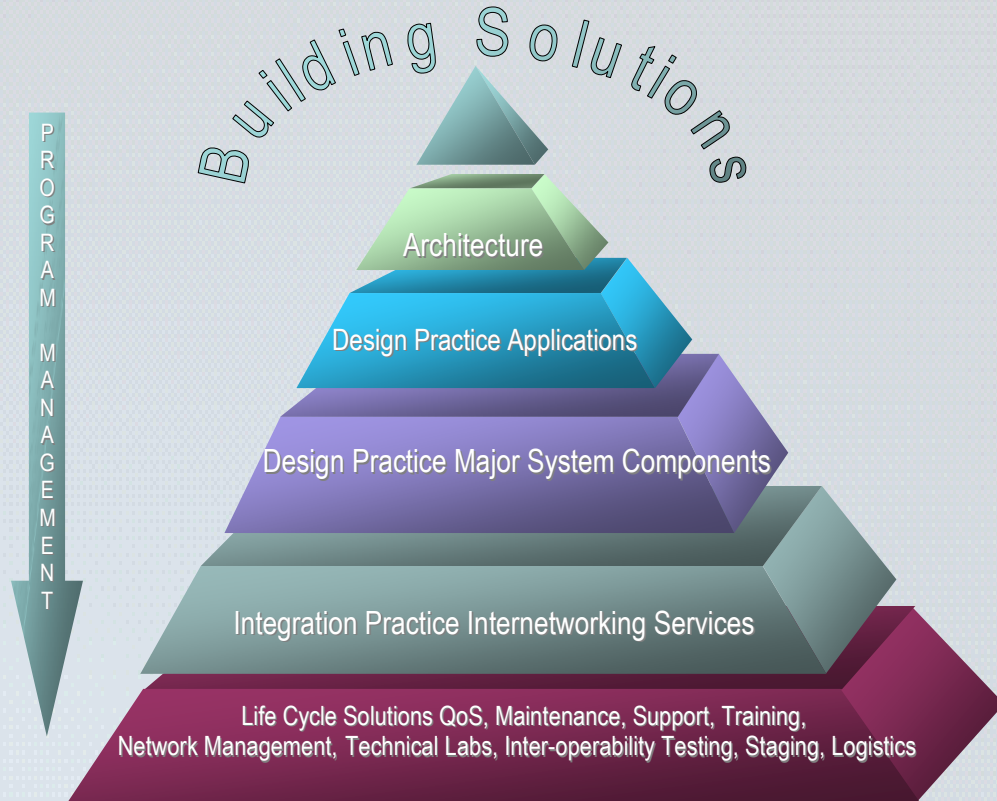 Building Solutions
PROGRAM MANAGEMENT
Architecture
Design Practice Applications
Design Practice Major System Components
Integration Practice Internetworking Services
Life Cycle Solutions QoS, Maintenance, Support, Training,
Network Management, Technical Labs, Inter-operability Testing, Staging, Logistics